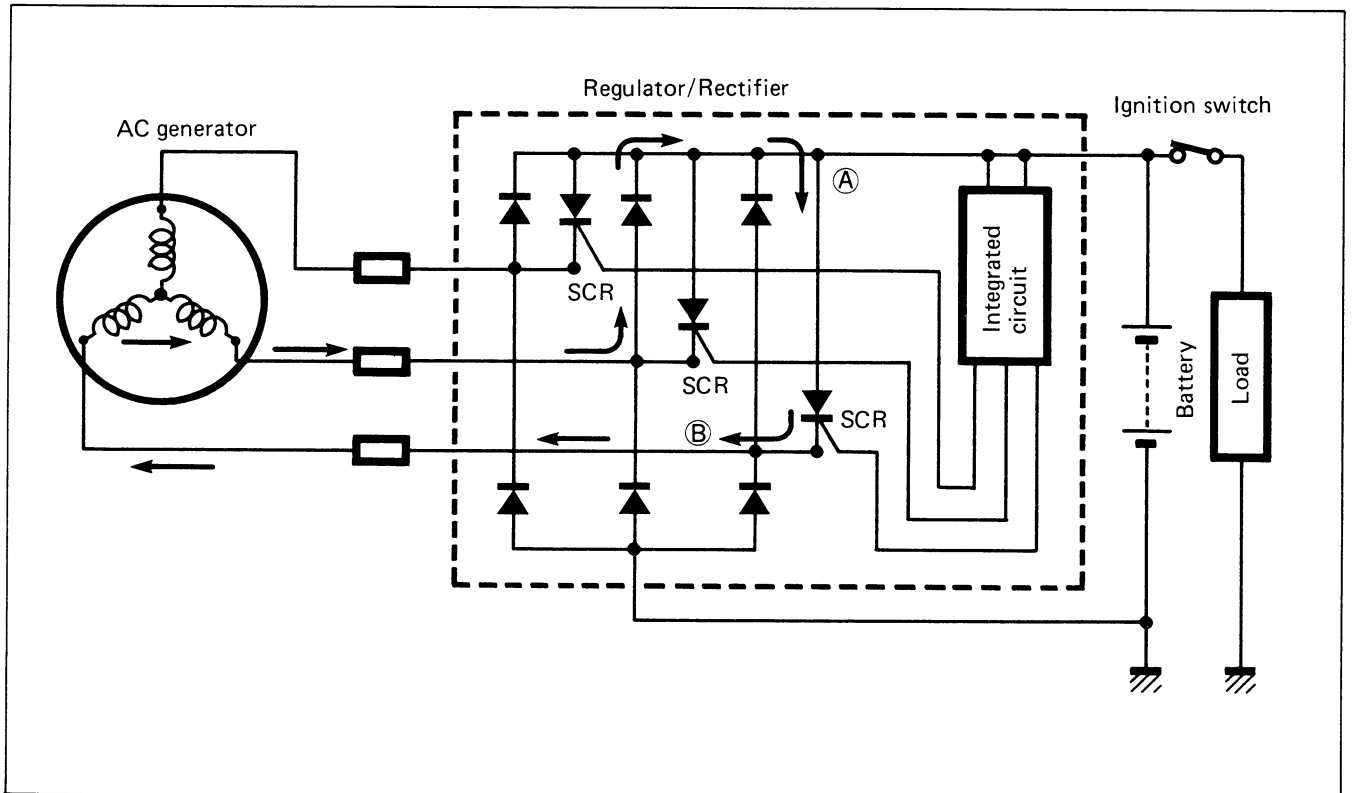 Regulator/Rectifier
Ignition switch
AC generator
Ⓐ
SCR
Integrated
circuit
SCR
Battery
Load
SCR
Ⓑ